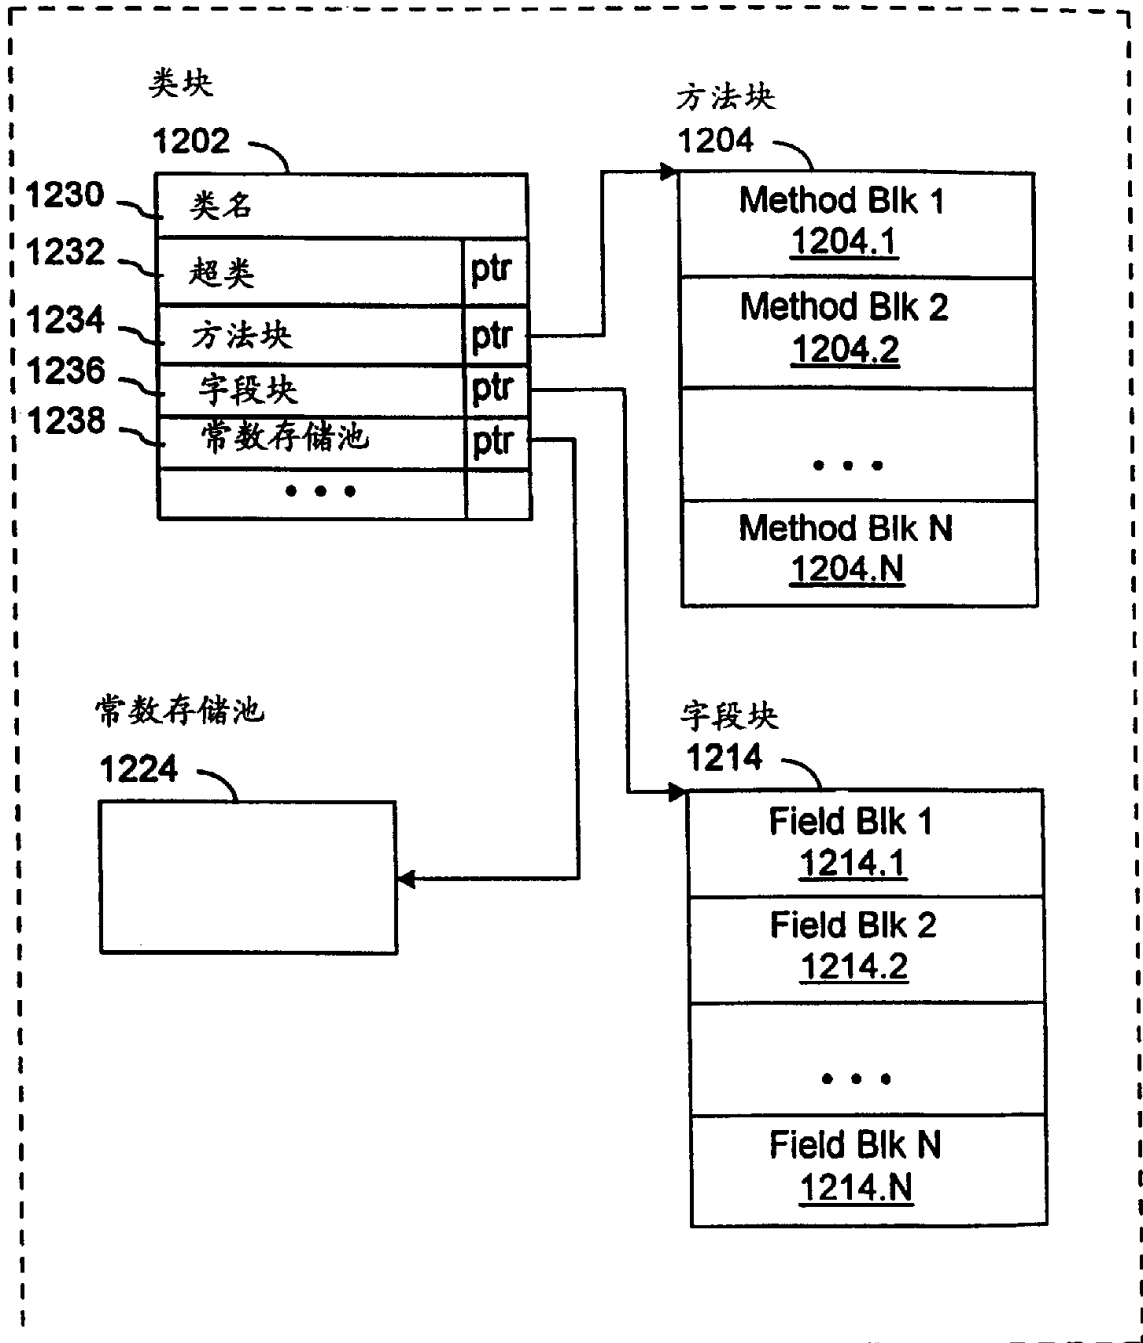 类块
1202
1230
类名
1232
超类 ptr
1234
方法块 ptr
1236
字段块 ptr
1238
常数存储池 ptr
• • •
方法块
1204
Method Blk 1
1204.1
Method Blk 2
1204.2
• • •
Method Blk N
1204.N
常数存储池
1224
字段块
1214
Field Blk 1
1214.1
Field Blk 2
1214.2
• • •
Field Blk N
1214.N